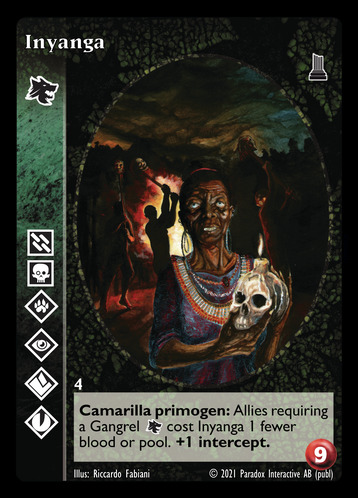 Inyanga
4
Camarilla primogen: Allies requiring
a Gangrel cost Inyanga 1 fewer
blood or pool. +1 intercept.
9
Illus: Riccardo Fabiani © 2021 Paradox Interactive AB (publ)